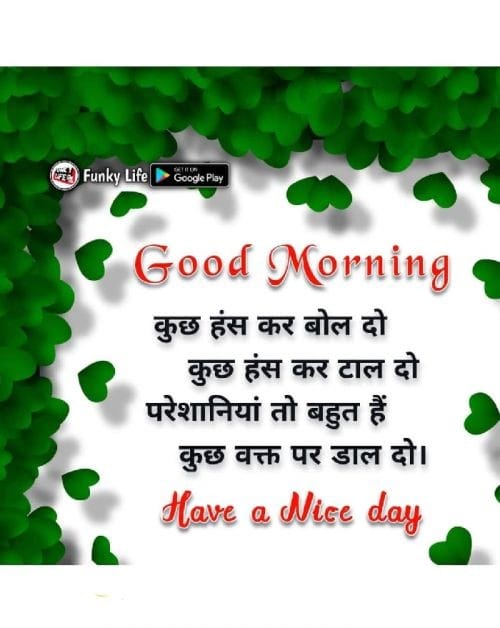 Funky Life GET IT ON Google Play
Good Morning
कुछ हंस कर बोल दो
कुछ हंस कर टाल दो
परेशानियां तो बहुत हैं
कुछ वक्त पर डाल दो।
Have a Nice day